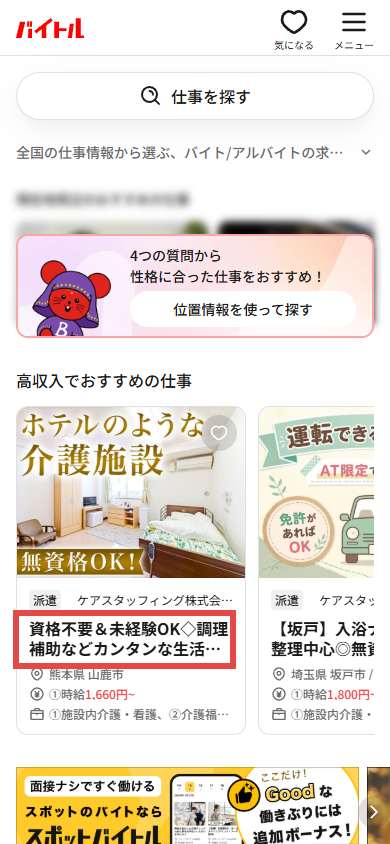 バイトル
気になる
メニュー
仕事を探す
全国の仕事情報から選ぶ、バイト/アルバイトの求…
4つの質問から
性格に合った仕事をおすすめ！
位置情報を使って探す
B
高収入でおすすめの仕事
ホテルのような
介護施設
無資格OK!
派遣
ケアスタッフィング株式会…
資格不要＆未経験OK◇調理
補助などカンタンな生活…
熊本県 山鹿市
①時給1,660円~
①施設内介護・看護、②介護福…
運転でき
AT限定
免許が
あれば
OK
派遣
ケアスタッフ
【坂戸】入浴
整理中心◎無資
埼玉県 坂戸市 /
①時給1,800円~
①施設内介護
面接ナシですぐ働ける
スポットのバイトなら
スポットバイトル
ここだけ!
Goodな
働きぶりには
追加ボーナス!